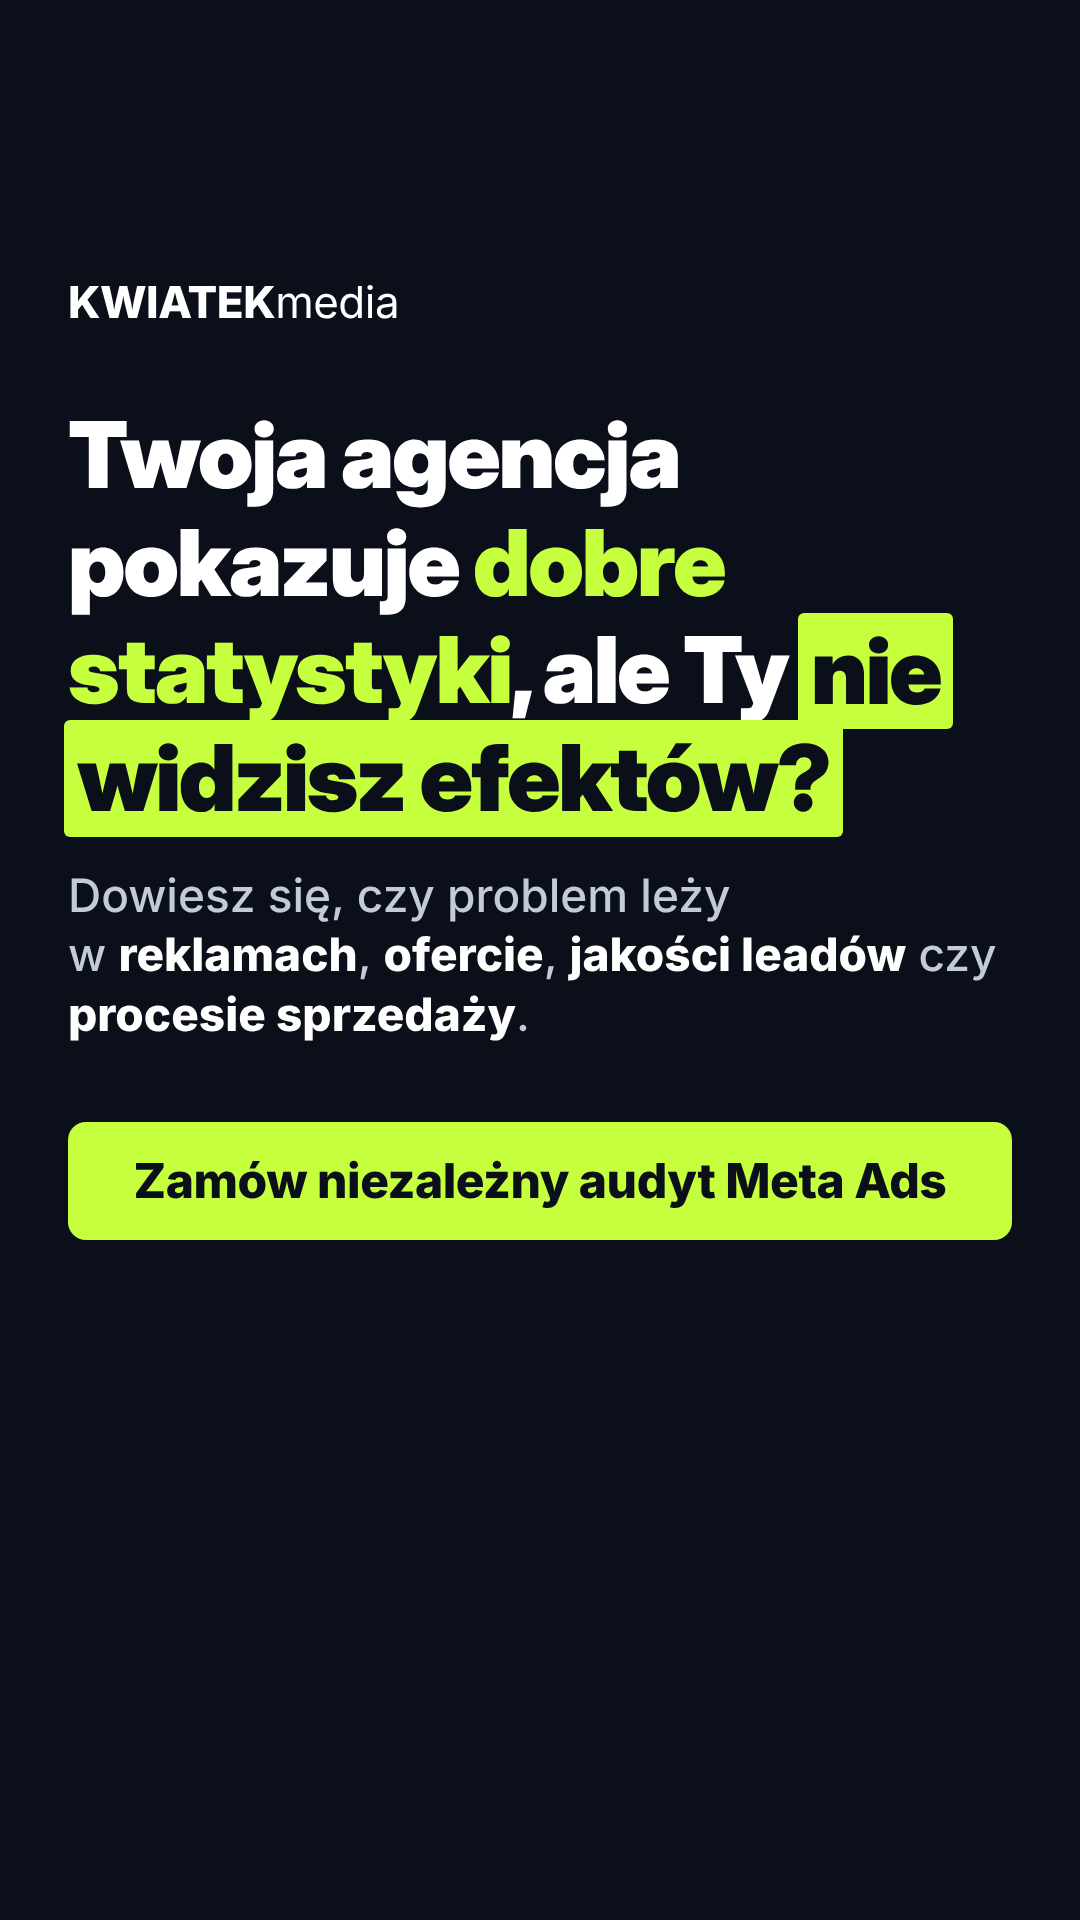 KWIATEKmedia
Twoja agencja
pokazuje dobre
statystyki, ale Ty nie
widzisz efektów?
Dowiesz się, czy problem leży
w reklamach, ofercie, jakości leadów czy
procesie sprzedaży.
Zamów niezależny audyt Meta Ads